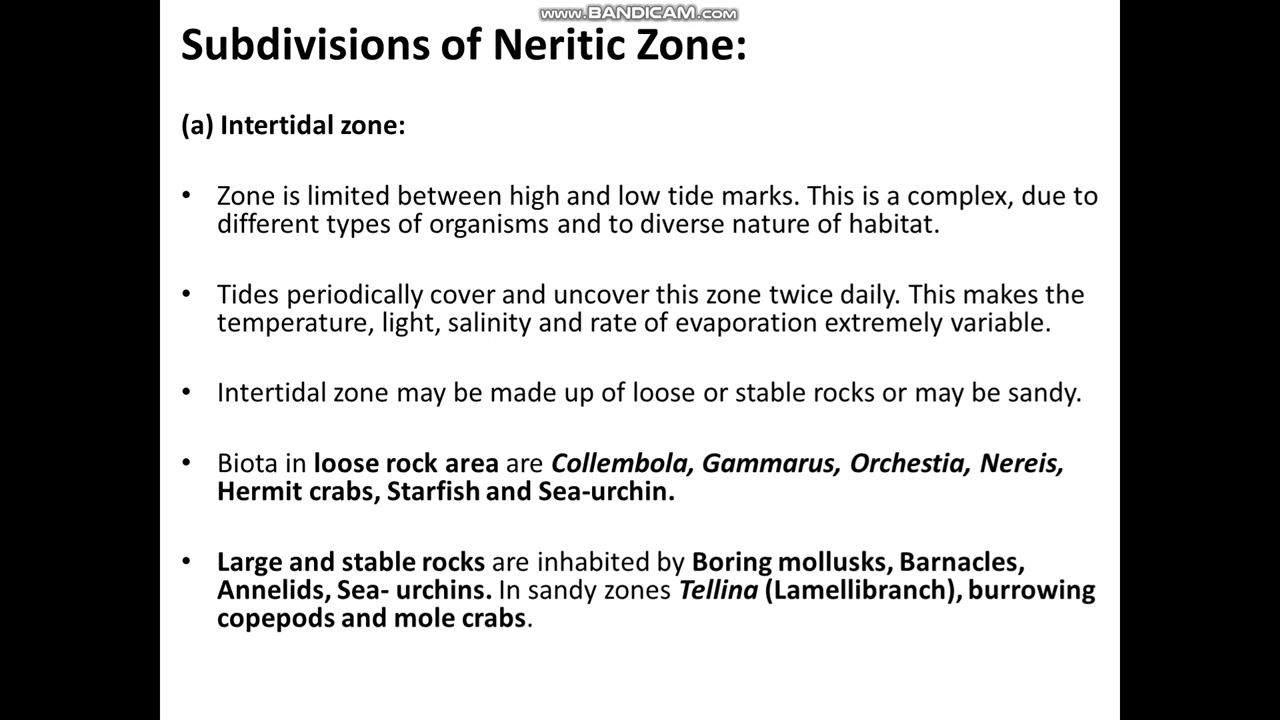 www.BANDICAM.com
Subdivisions of Neritic Zone:
(a) Intertidal zone:
• Zone is limited between high and low tide marks. This is a complex, due to
different types of organisms and to diverse nature of habitat.
• Tides periodically cover and uncover this zone twice daily. This makes the
temperature, light, salinity and rate of evaporation extremely variable.
• Intertidal zone may be made up of loose or stable rocks or may be sandy.
• Biota in loose rock area are Collembola, Gammarus, Orchestia, Nereis,
Hermit crabs, Starfish and Sea-urchin.
• Large and stable rocks are inhabited by Boring mollusks, Barnacles,
Annelids, Sea- urchins. In sandy zones Tellina (Lamellibranch), burrowing
copepods and mole crabs.